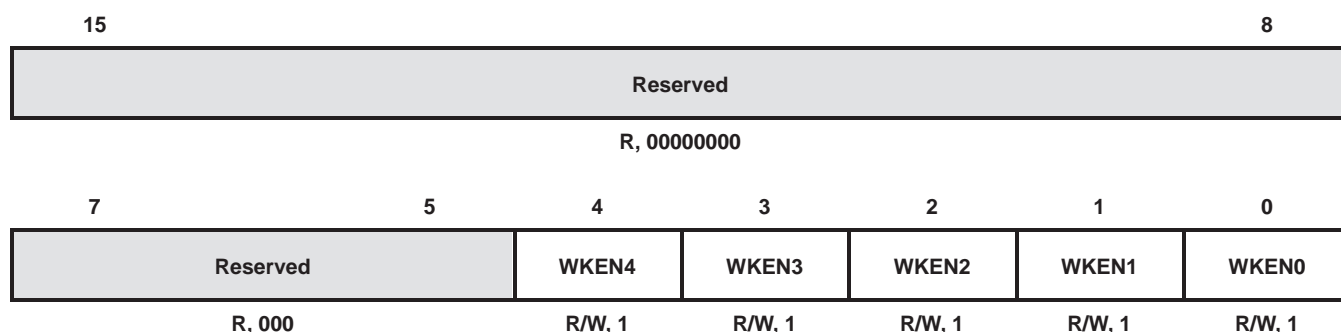 15 8
Reserved
R, 00000000
7 5 4 3 2 1 0
Reserved WKEN4 WKEN3 WKEN2 WKEN1 WKEN0
R, 000 R/W, 1 R/W, 1 R/W, 1 R/W, 1 R/W, 1